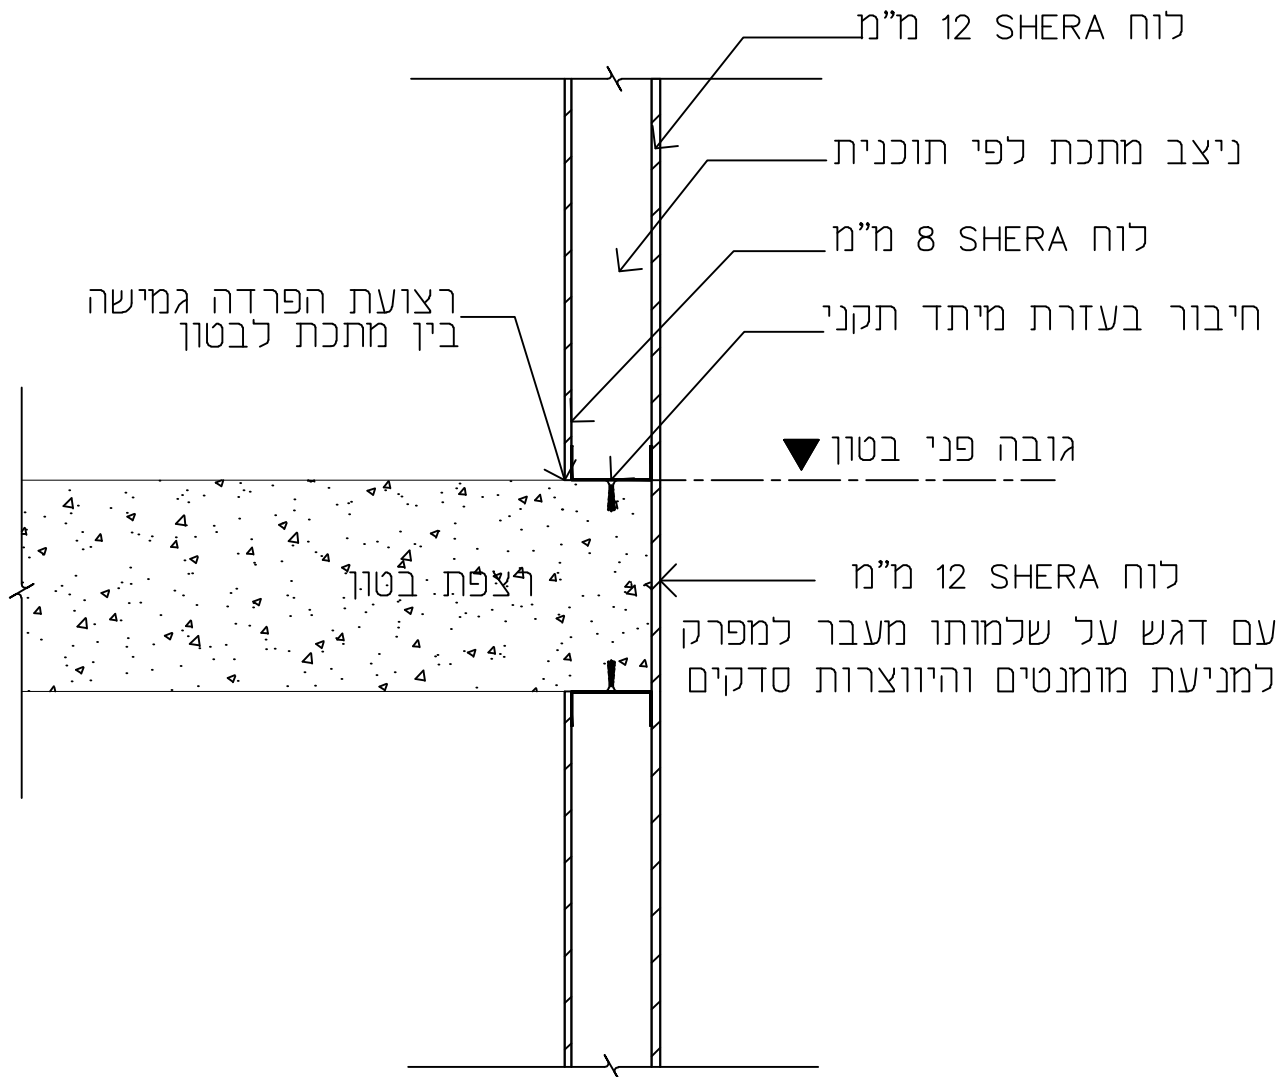 לוח SHERA 12 מ"מ
ניצב מתכת לפי תוכנית
לוח SHERA 8 מ"מ
רצועת הפרדה גמישה
בין מתכת לבטון
חיבור בעזרת מיתד תקני
גובה פני בטון
רצפת בטון
לוח SHERA 12 מ"מ
עם דגש על שלמותו מעבר למפרק
למניעת מומנטים והיווצרות סדקים